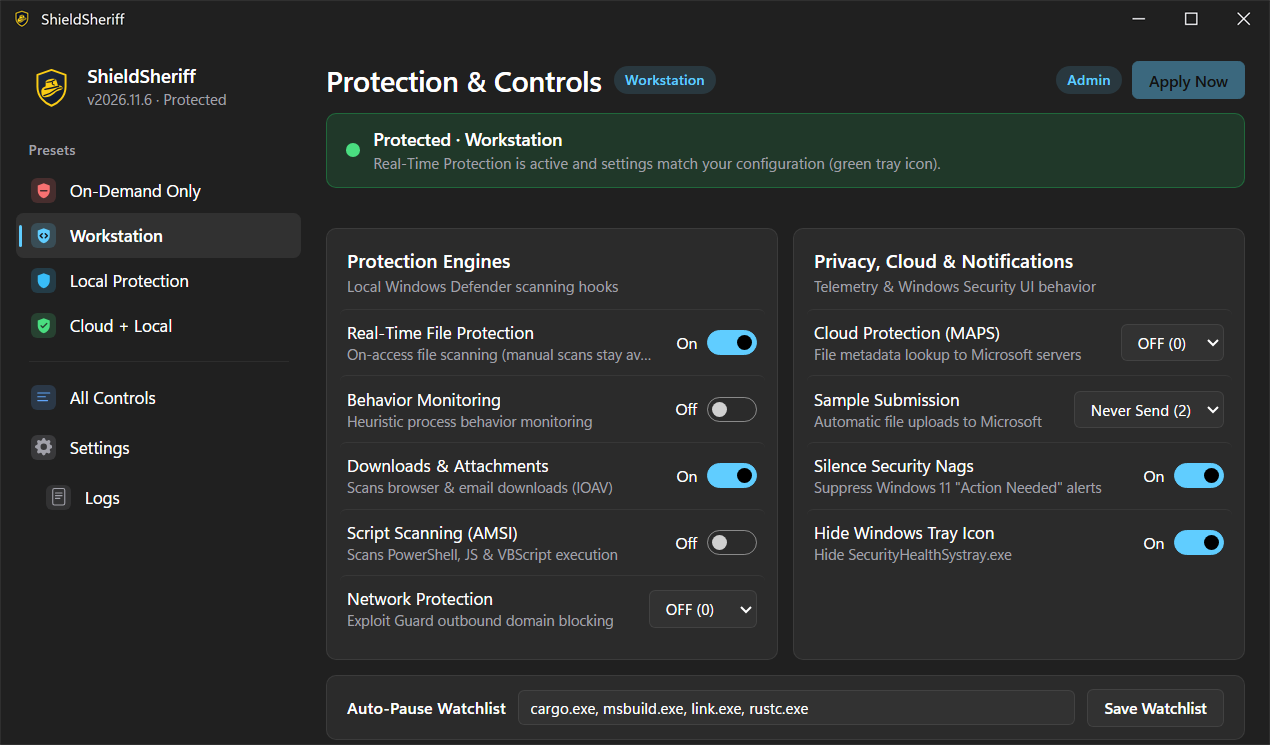 ShieldSheriff
ShieldSheriff
v2026.11.6 · Protected
Presets
On-Demand Only
Workstation
Local Protection
Cloud + Local
All Controls
Settings
Logs
Protection & Controls
Workstation
Admin
Apply Now
Protected · Workstation
Real-Time Protection is active and settings match your configuration (green tray icon).
Protection Engines
Local Windows Defender scanning hooks
Real-Time File Protection
On-access file scanning (manual scans stay av...
On
Behavior Monitoring
Heuristic process behavior monitoring
Off
Downloads & Attachments
Scans browser & email downloads (IOAV)
On
Script Scanning (AMSI)
Scans PowerShell, JS & VBScript execution
Off
Network Protection
Exploit Guard outbound domain blocking
OFF (0)
Privacy, Cloud & Notifications
Telemetry & Windows Security UI behavior
Cloud Protection (MAPS)
File metadata lookup to Microsoft servers
OFF (0)
Sample Submission
Automatic file uploads to Microsoft
Never Send (2)
Silence Security Nags
Suppress Windows 11 "Action Needed" alerts
On
Hide Windows Tray Icon
Hide SecurityHealthSystray.exe
On
Auto-Pause Watchlist
cargo.exe, msbuild.exe, link.exe, rustc.exe
Save Watchlist